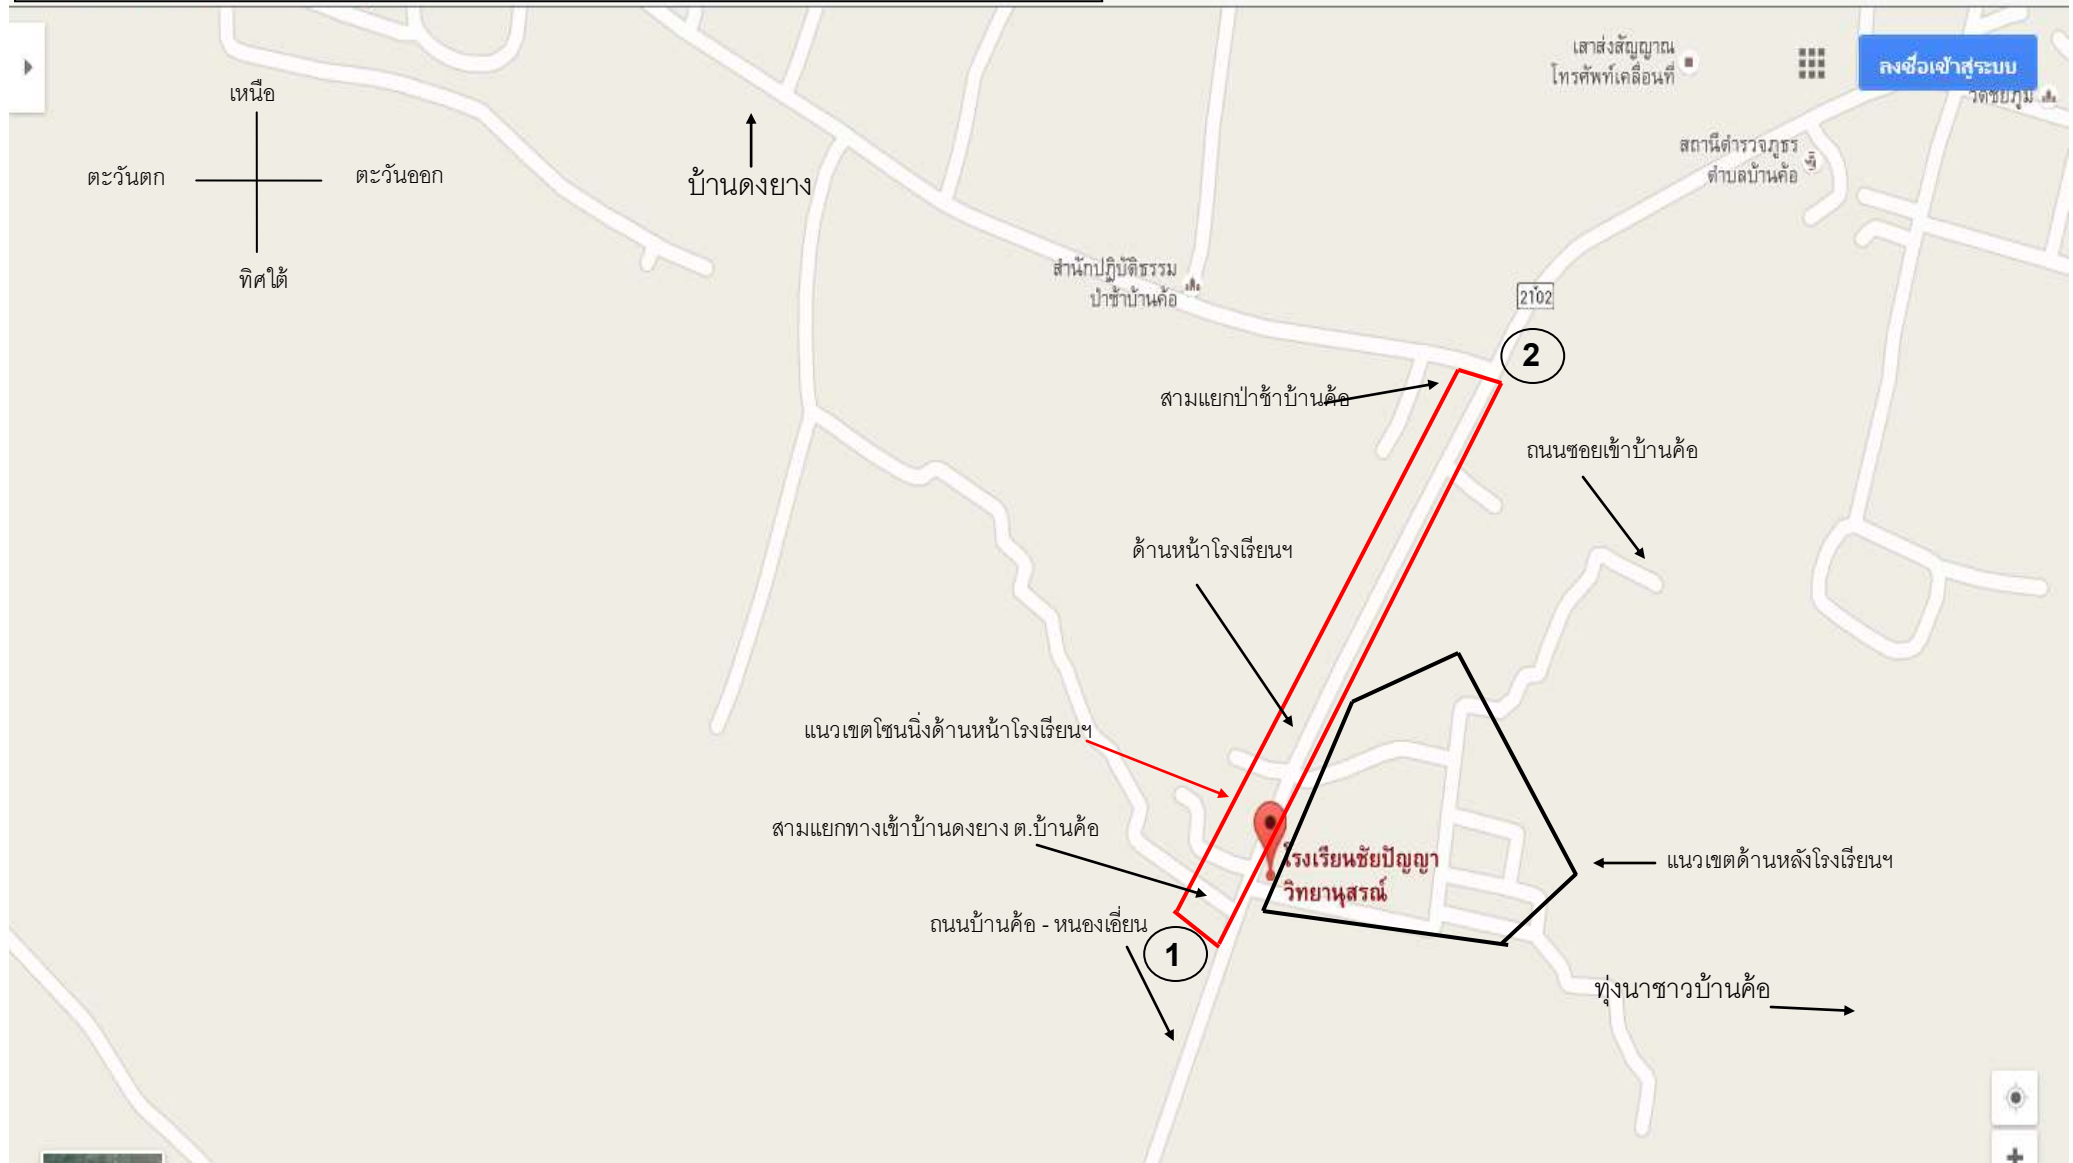 เสาส่งสัญญาณ
โทรศัพท์เคลื่อนที่
ลงชื่อเข้าสู่ระบบ
วัดชัยภูมิ
เหนือ
ตะวันตก
ตะวันออก
ทิศใต้
บ้านดงยาง
สถานีตำรวจภูธร
ตำบลบ้านค้อ
สำนักปฏิบัติธรรม
ป่าช้าบ้านค้อ
2102
2
สามแยกป่าช้าบ้านค้อ
ถนนซอยเข้าบ้านค้อ
ด้านหน้าโรงเรียนฯ
แนวเขตโซนนิ่งด้านหน้าโรงเรียนฯ
สามแยกทางเข้าบ้านดงยาง ต.บ้านค้อ
โรงเรียนชัยปัญญา
วิทยานุสรณ์
แนวเขตด้านหลังโรงเรียนฯ
ถนนบ้านค้อ - หนองเอี่ยน
1
ทุ่งนาชาวบ้านค้อ